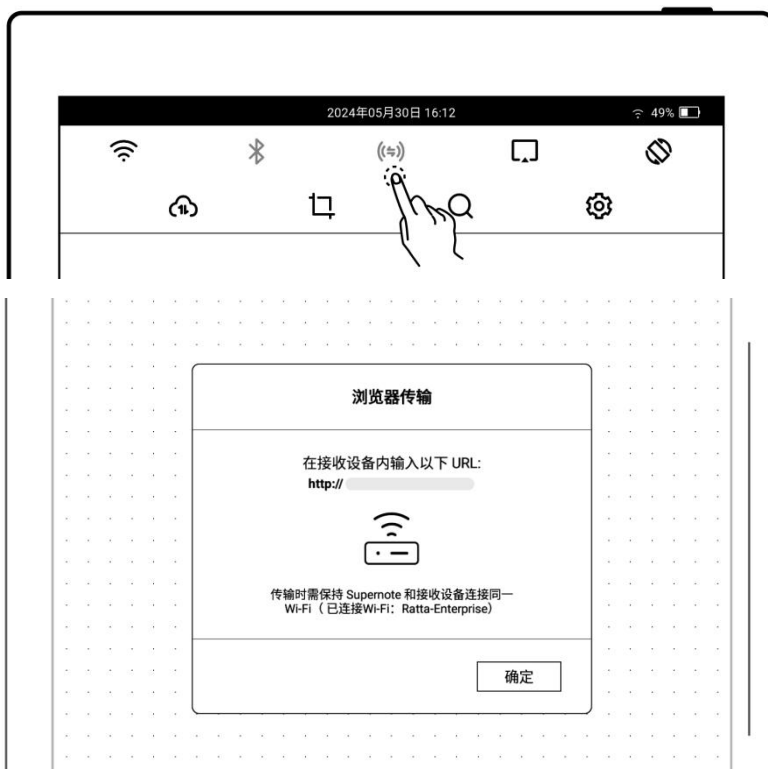 2024年05月30日 16:12
49%
浏览器传输
在接收设备内输入以下 URL:
http://
传输时需保持 Supernote 和接收设备连接同一
Wi-Fi（ 已连接Wi-Fi：Ratta-Enterprise）
确定